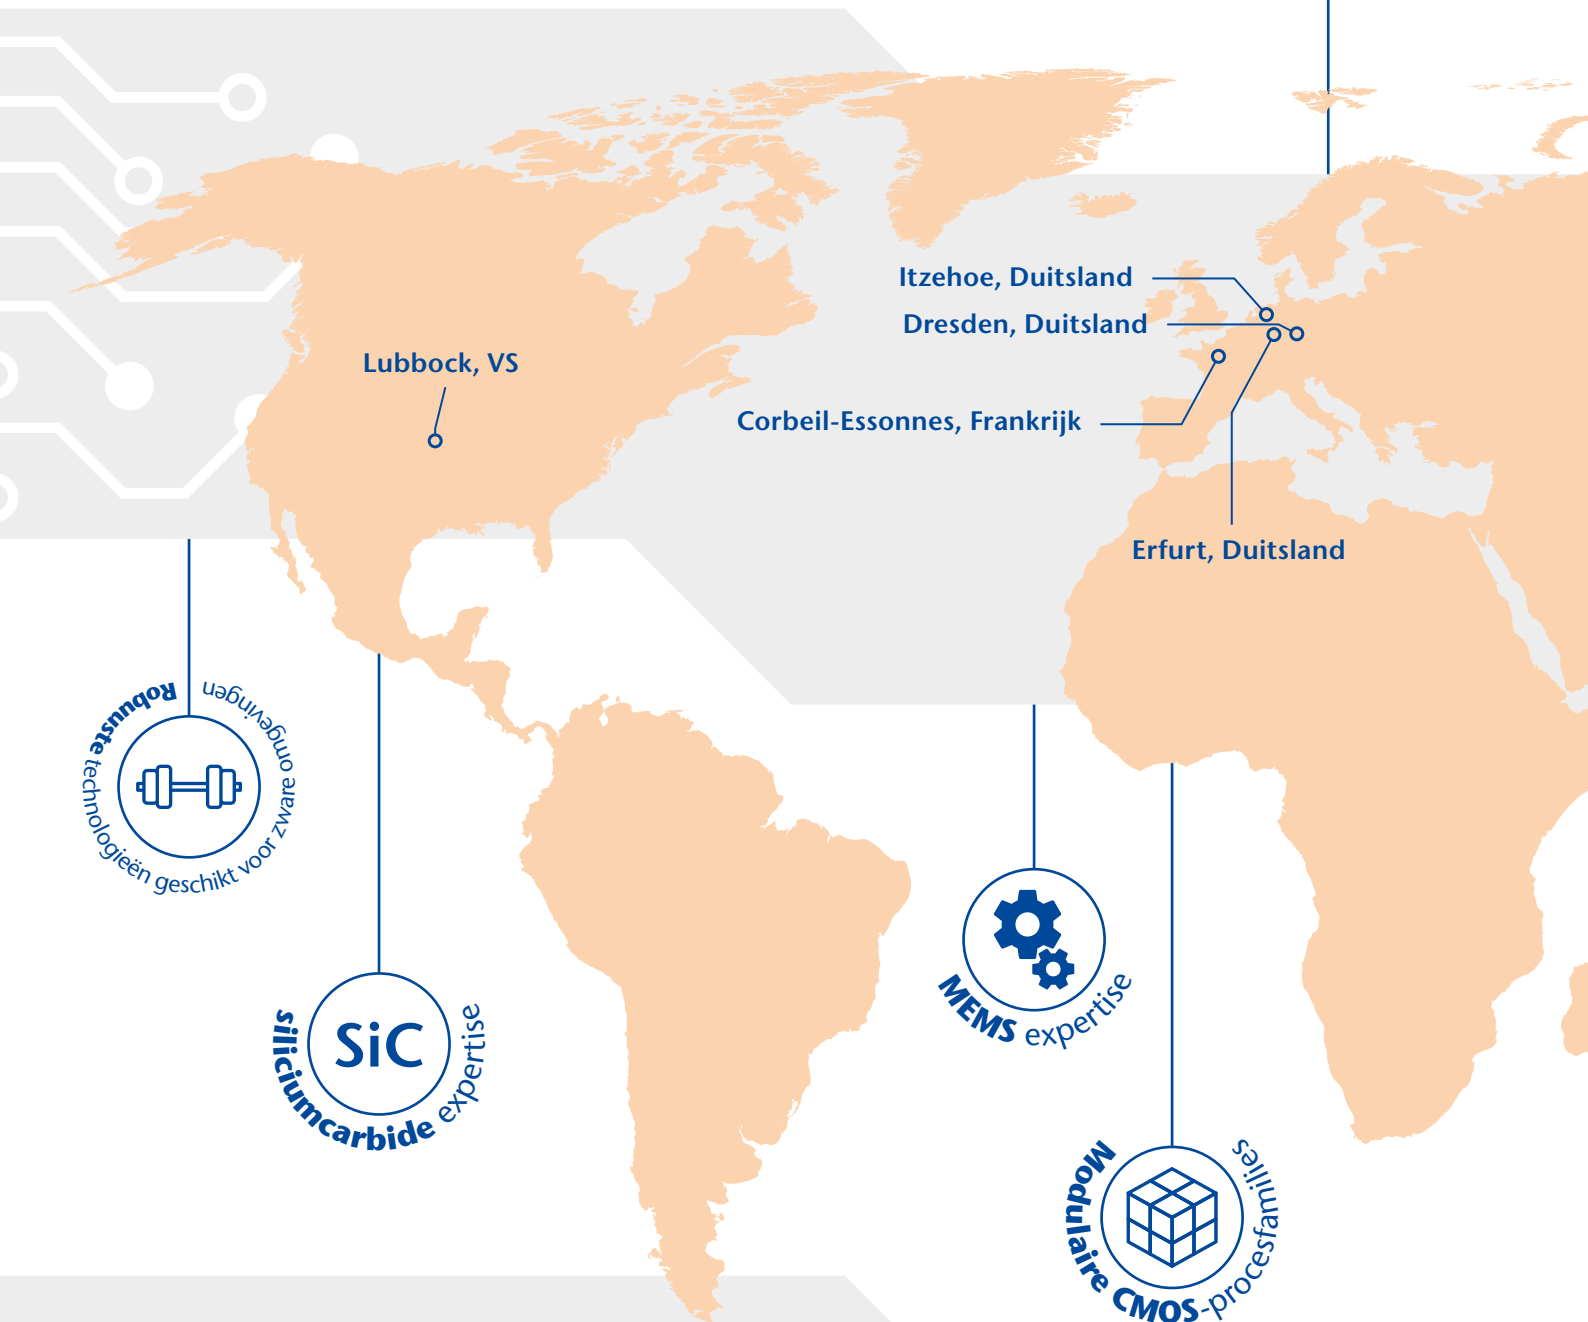 Itzehoe, Duitsland
Dresden, Duitsland
Lubbock, VS
Corbeil-Essonnes, Frankrijk
Erfurt, Duitsland
Robuuste technologieën geschikt voor zware omgevingen
MEMS expertise
SiC
siliciumcarbide expertise
Modulaire CMOS-procesfamilies